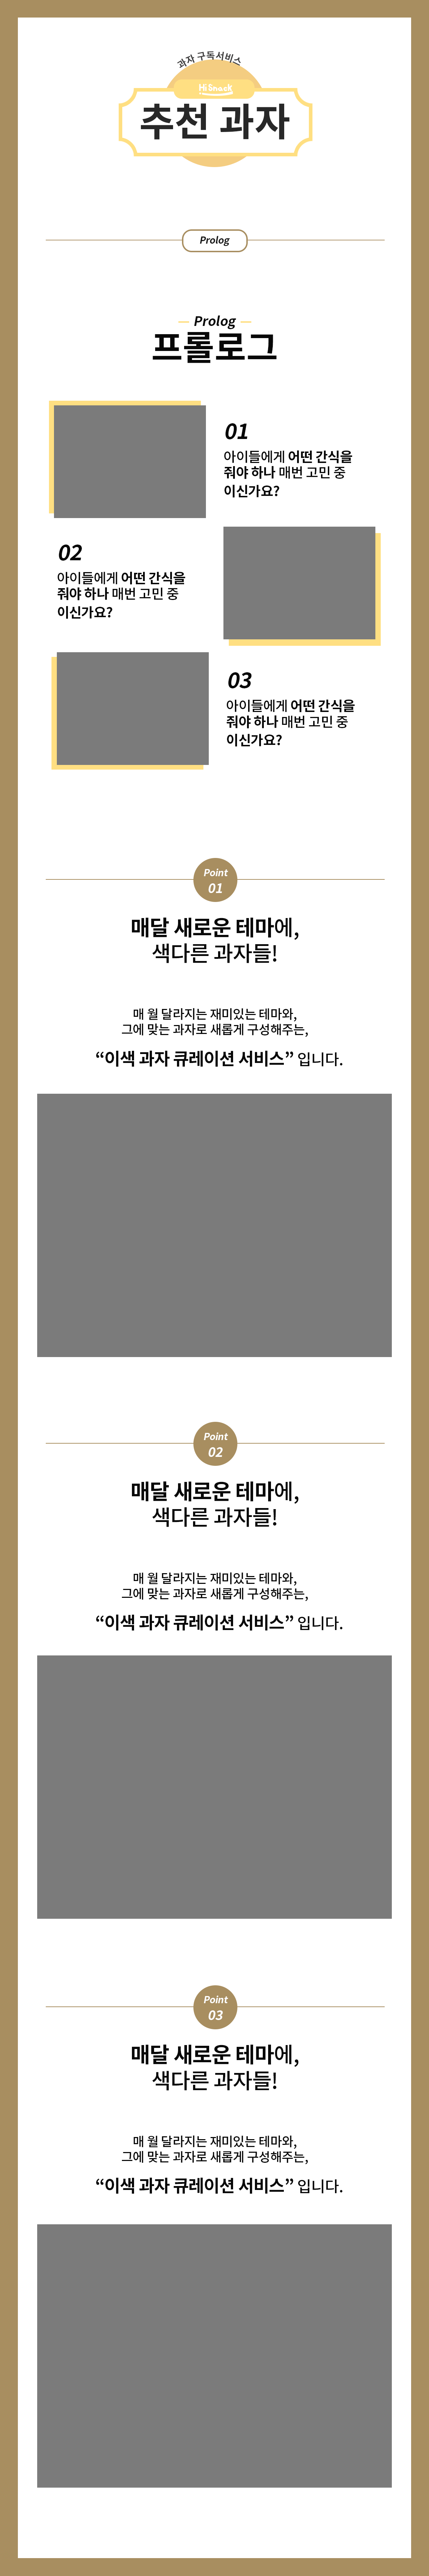 과자 구독서비스
HiSnack
추천 과자
Prolog
Prolog
프롤로그
01
아이들에게 어떤 간식을
줘야 하나 매번 고민 중
이신가요?
02
아이들에게 어떤 간식을
줘야 하나 매번 고민 중
이신가요?
03
아이들에게 어떤 간식을
줘야 하나 매번 고민 중
이신가요?
Point
01
매달 새로운 테마에,
색다른 과자들!
매 월 달라지는 재미있는 테마와,
그에 맞는 과자로 새롭게 구성해주는,
“이색 과자 큐레이션 서비스” 입니다.
Point
02
매달 새로운 테마에,
색다른 과자들!
매 월 달라지는 재미있는 테마와,
그에 맞는 과자로 새롭게 구성해주는,
“이색 과자 큐레이션 서비스” 입니다.
Point
03
매달 새로운 테마에,
색다른 과자들!
매 월 달라지는 재미있는 테마와,
그에 맞는 과자로 새롭게 구성해주는,
“이색 과자 큐레이션 서비스” 입니다.